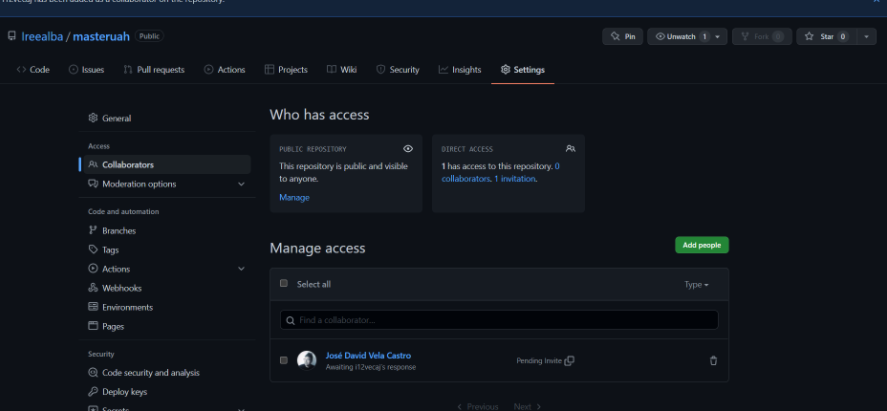 has been added as a collaborator on the repository.
Ireealba / masteruah Public
Pin
Unwatch 1
Fork 0
Star 0
Code
Issues
Pull requests
Actions
Projects
Wiki
Security
Insights
Settings
General
Access
Collaborators
Moderation options
Code and automation
Branches
Tags
Actions
Webhooks
Environments
Pages
Security
Code security and analysis
Deploy keys
Secrets
Who has access
PUBLIC REPOSITORY
This repository is public and visible
to anyone.
Manage
DIRECT ACCESS
1 has access to this repository. 0
collaborators. 1 invitation.
Manage access
Add people
Select all
Type
Find a collaborator...
José David Vela Castro
Awaiting i12vecaj's response
Pending Invite
Previous Next